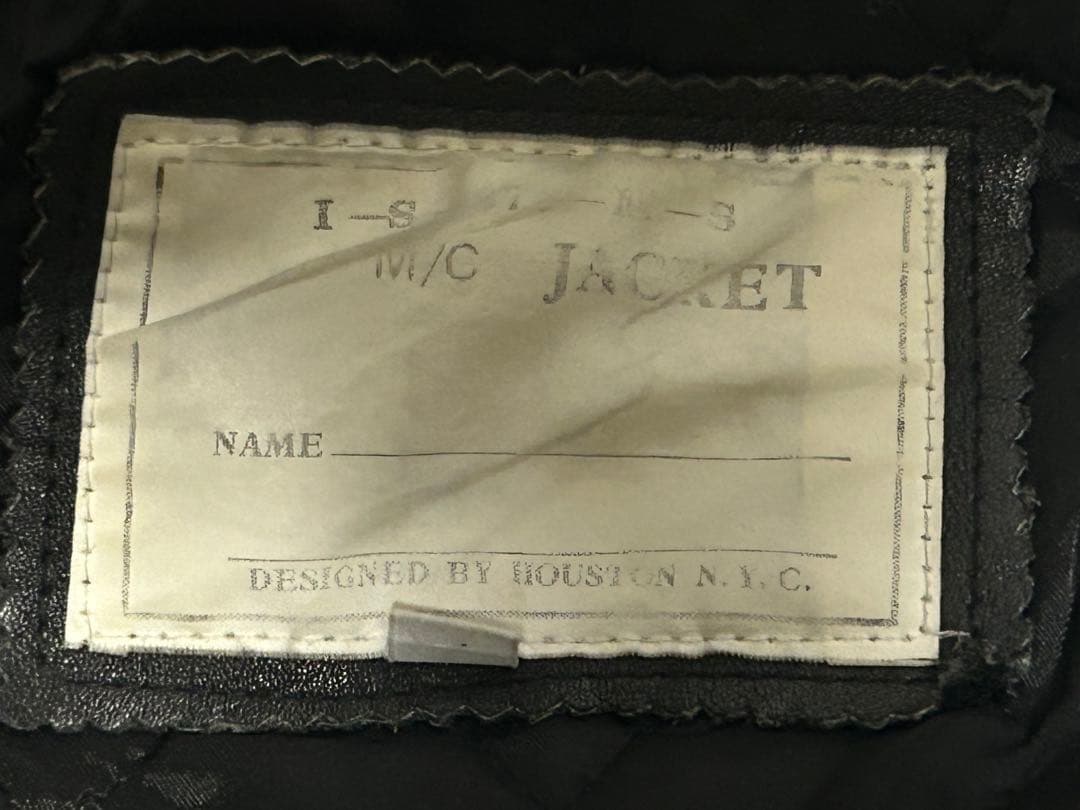 I—S — M—S
M/C JACKET
NAME
DESIGNED BY HOUSTON N.Y.C.